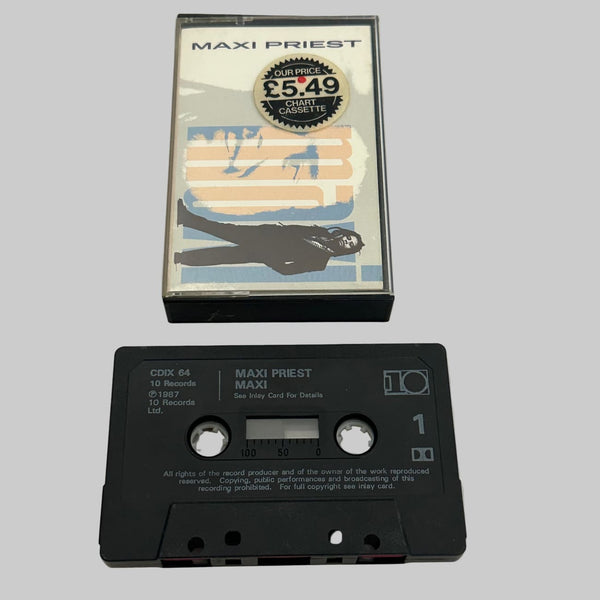 MAXI PRIEST
OUR PRICE
£5.49
CHART
CASSETTE
CDIX 64
10 Records
℗1987
10 Records
Ltd.
MAXI PRIEST
MAXI
See Inlay Card For Details
10
1
100 50 0
All rights of the record producer and of the owner of the work reproduced
reserved. Copying, public performances and broadcasting of this
recording prohibited. For full copyright see inlay card.